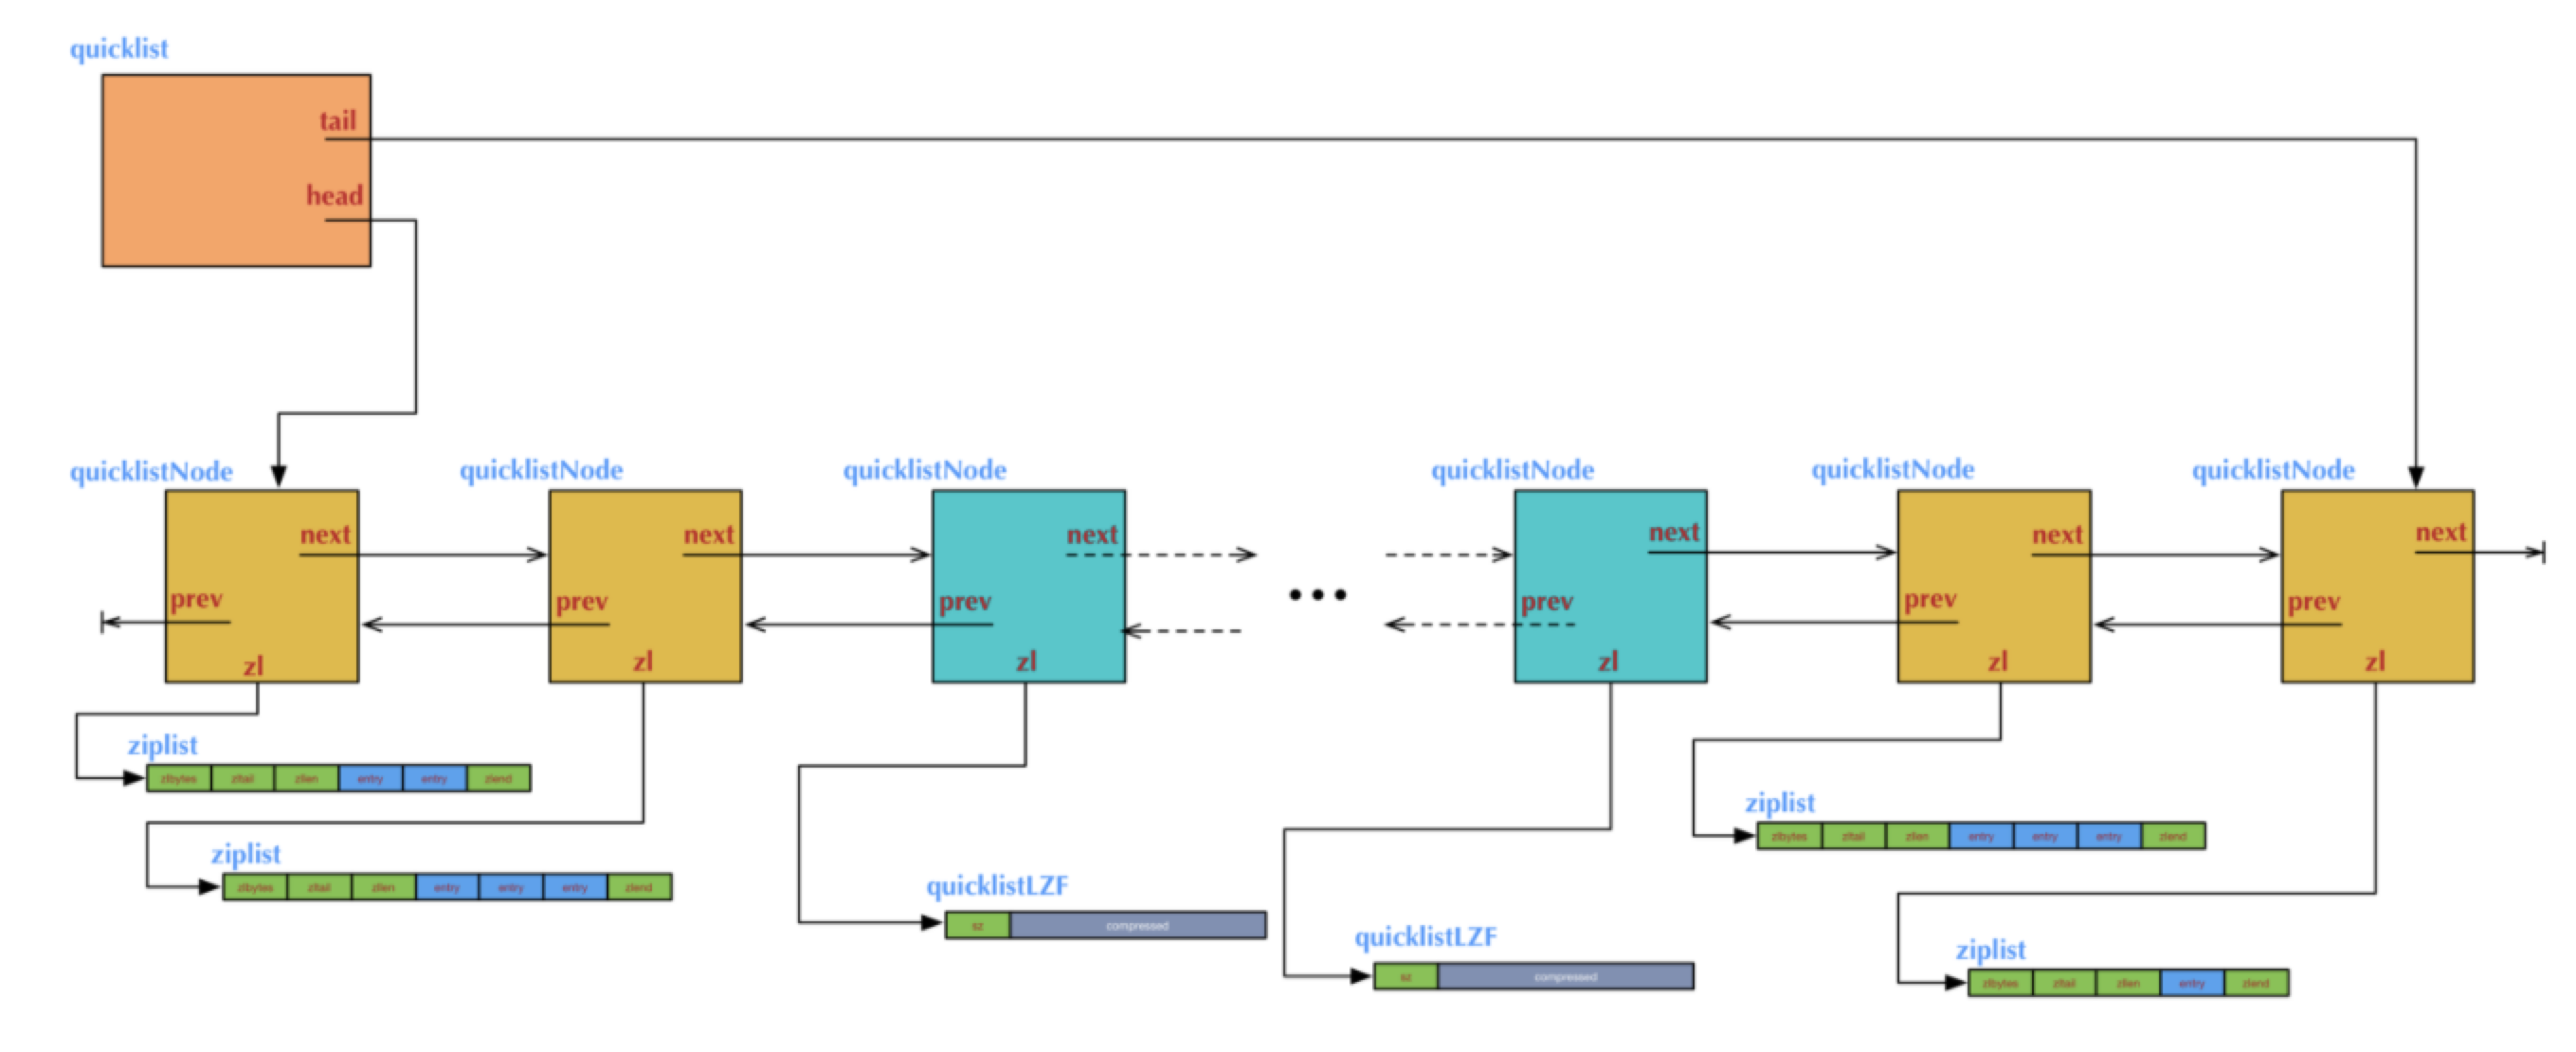 quicklist
tail
head
quicklistNode quicklistNode quicklistNode quicklistNode quicklistNode quicklistNode
next next next next next next
prev prev prev prev prev prev
zl zl zl zl zl zl
ziplist
zlbytes zltail zllen entry entry zlend
ziplist
zlbytes zltail zllen entry entry entry zlend
ziplist
zlbytes zltail zllen entry entry entry zlend
quicklistLZF
sz compressed
quicklistLZF
sz compressed
ziplist
zlbytes zltail zllen entry zlend